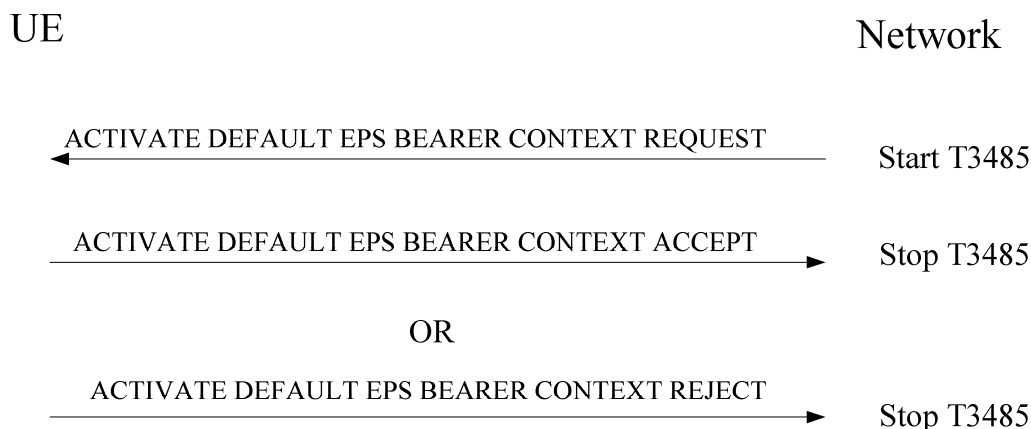 UE
Network
ACTIVATE DEFAULT EPS BEARER CONTEXT REQUEST
Start T3485
ACTIVATE DEFAULT EPS BEARER CONTEXT ACCEPT
Stop T3485
OR
ACTIVATE DEFAULT EPS BEARER CONTEXT REJECT
Stop T3485